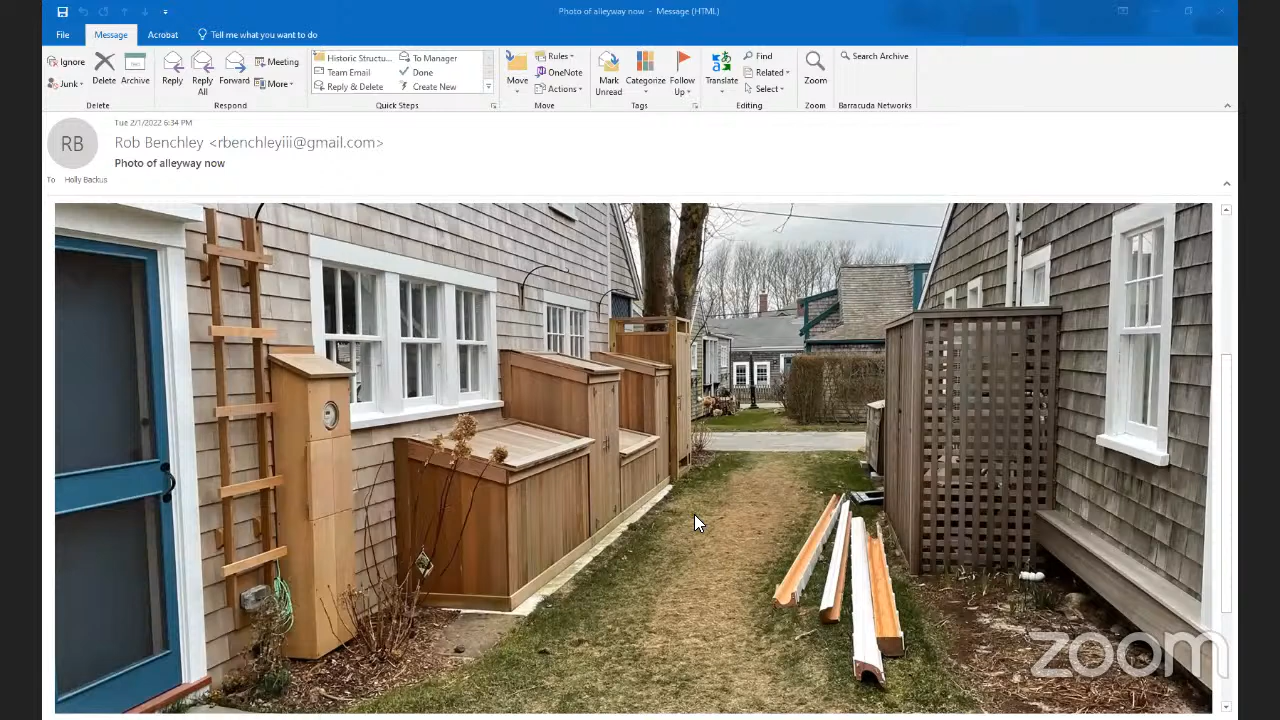 Photo of alleyway now - Message (HTML)
File Message Acrobat Tell me what you want to do
Ignore
Junk
Delete
Archive
Reply
Reply All
Forward
Meeting
More
Historic Structu...
Team Email
Reply & Delete
To Manager
Done
Create New
Move
Rules
OneNote
Actions
Mark Unread
Categorize
Follow Up
Translate
Find
Related
Select
Zoom
Search Archive
Delete Respond Quick Steps Move Tags Editing Zoom Barracuda Networks
Tue 2/1/2022 6:34 PM
RB
Rob Benchley <rbenchleyiii@gmail.com>
Photo of alleyway now
To Holly Backus
zoom